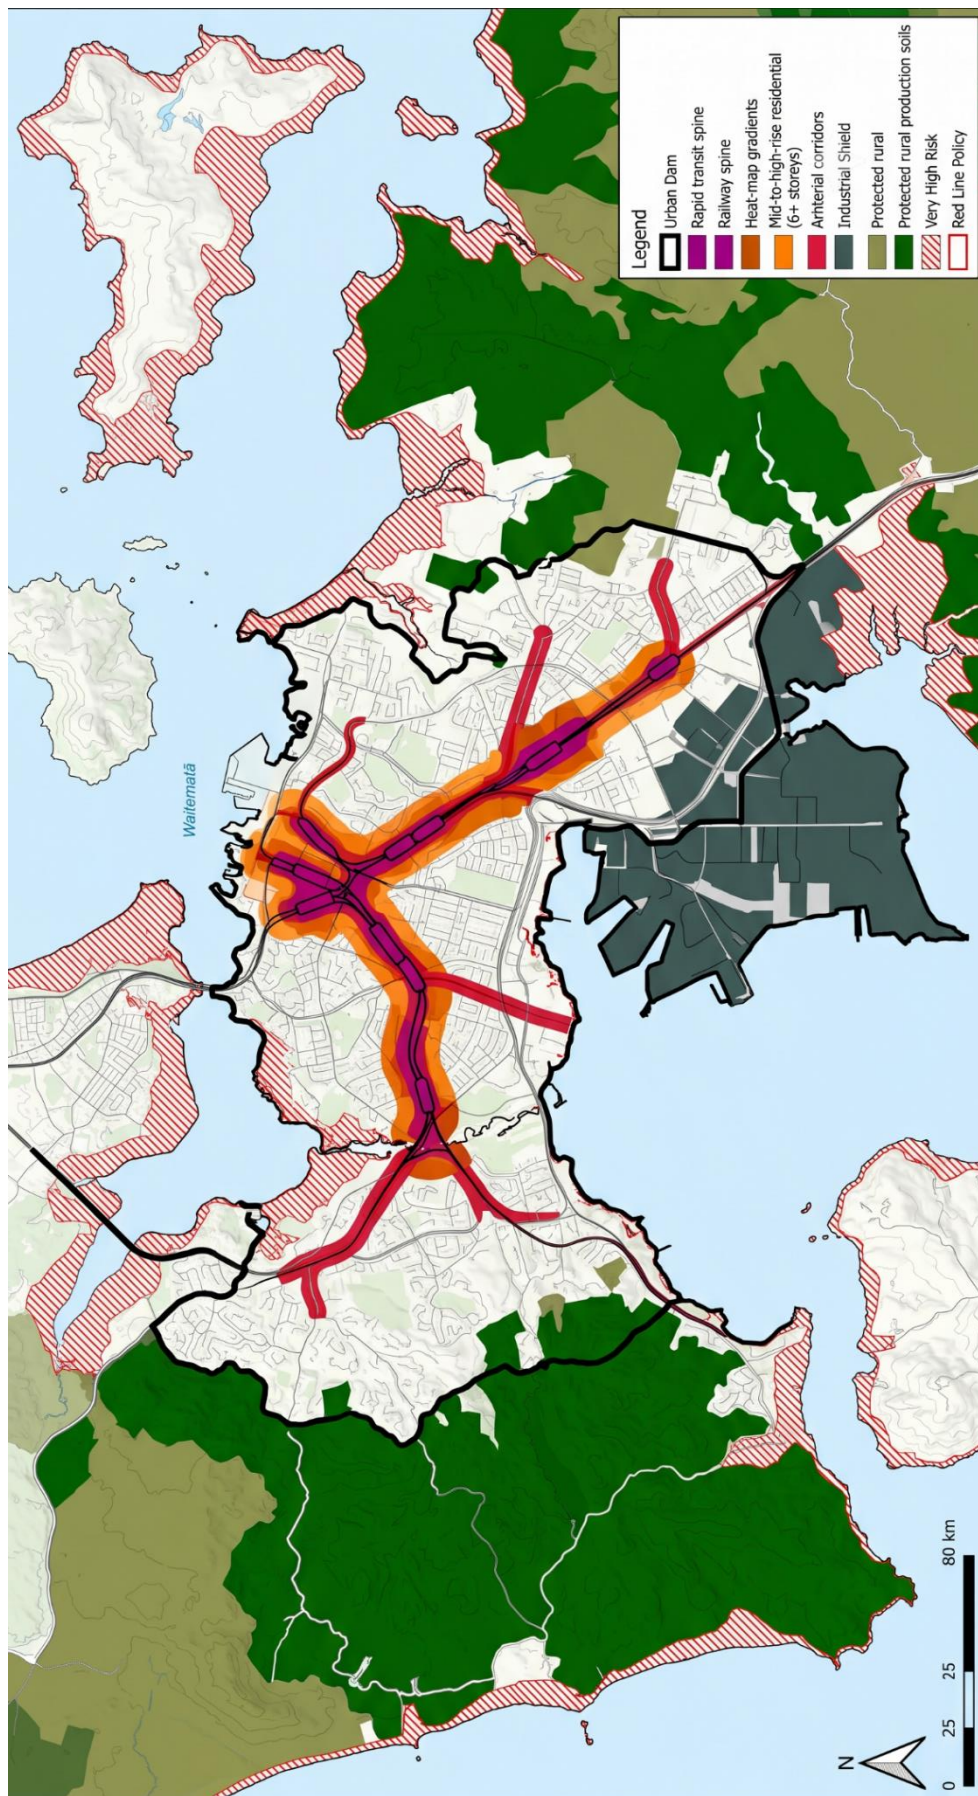 Waitematā
Legend
Urban Dam
Rapid transit spine
Railway spine
Heat-map gradients
Mid-to-high-rise residential
(6+ storeys)
Arhterial corridors
Industrial Shield
Protected rural
Protected rural production soils
Very High Risk
Red Line Policy
N
0 25 25 80 km